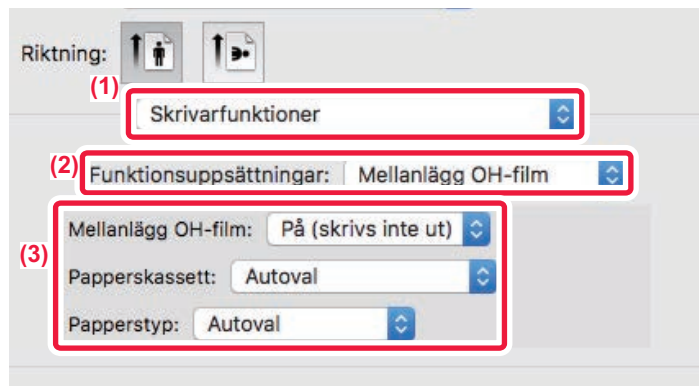 Riktning:
(1)
Skrivarfunktioner
(2) Funktionsuppsättningar: Mellanlägg OH-film
Mellanlägg OH-film: På (skrivs inte ut)
(3)
Papperskassett: Autoval
Papperstyp: Autoval